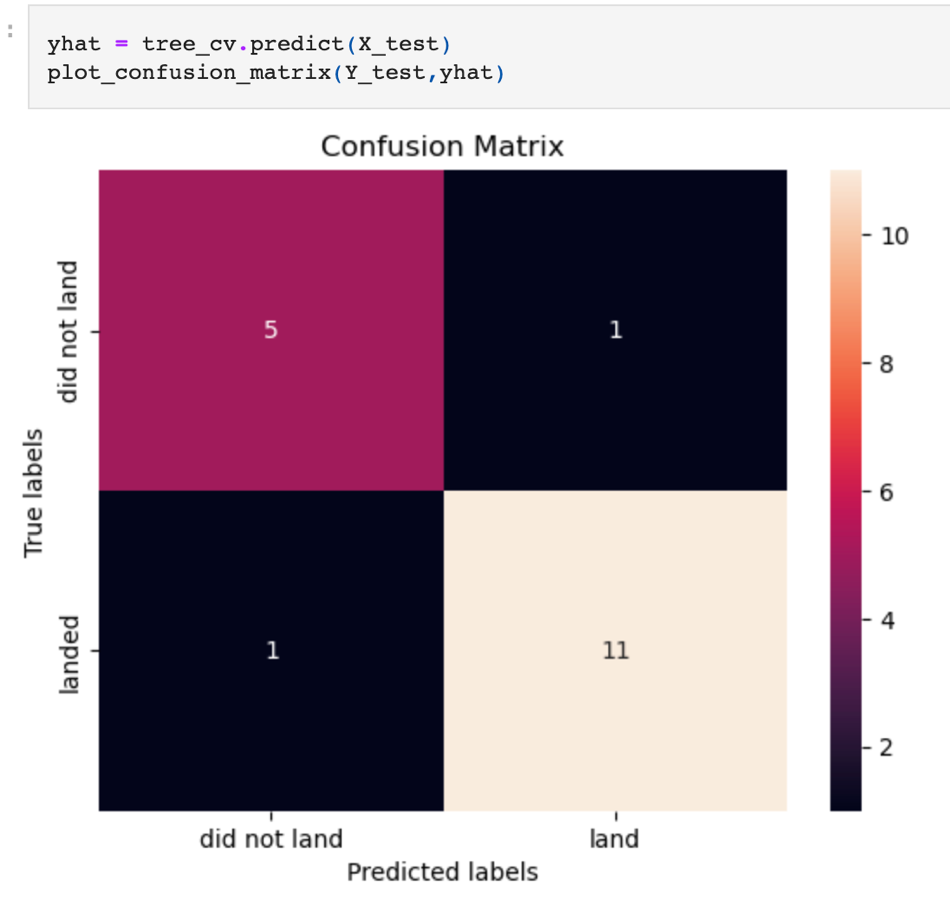 :
yhat = tree_cv.predict(X_test)
plot_confusion_matrix(Y_test,yhat)
Confusion Matrix
True labels
did not land
5
1
landed
1
11
did not land
land
Predicted labels
10
8
6
4
2